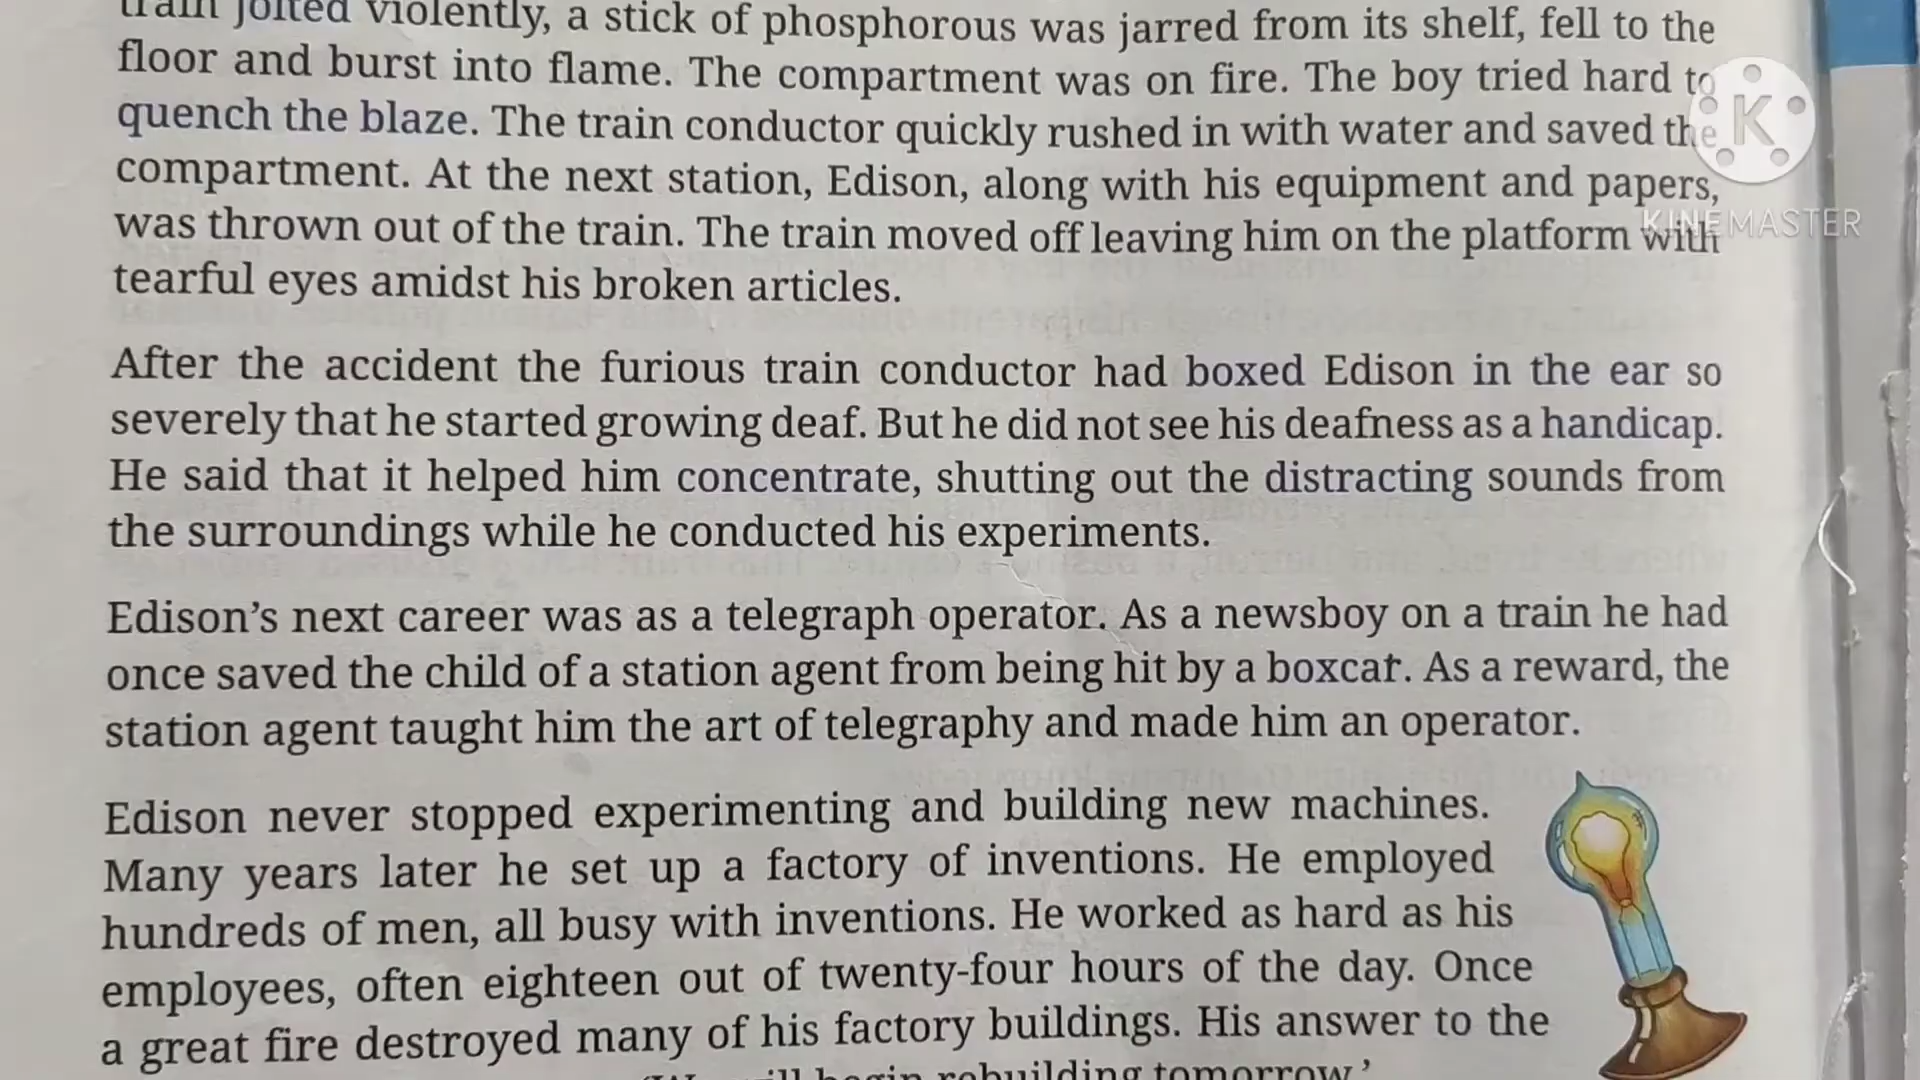 train jolted violently, a stick of phosphorous was jarred from its shelf, fell to the
floor and burst into flame. The compartment was on fire. The boy tried hard to
quench the blaze. The train conductor quickly rushed in with water and saved the
compartment. At the next station, Edison, along with his equipment and papers,
was thrown out of the train. The train moved off leaving him on the platform with
tearful eyes amidst his broken articles.
K
KINEMASTER
After the accident the furious train conductor had boxed Edison in the ear so
severely that he started growing deaf. But he did not see his deafness as a handicap.
He said that it helped him concentrate, shutting out the distracting sounds from
the surroundings while he conducted his experiments.
Edison's next career was as a telegraph operator. As a newsboy on a train he had
once saved the child of a station agent from being hit by a boxcar. As a reward, the
station agent taught him the art of telegraphy and made him an operator.
Edison never stopped experimenting and building new machines.
Many years later he set up a factory of inventions. He employed
hundreds of men, all busy with inventions. He worked as hard as his
employees, often eighteen out of twenty-four hours of the day. Once
a great fire destroyed many of his factory buildings. His answer to the
begin rebuilding tomorrow.'